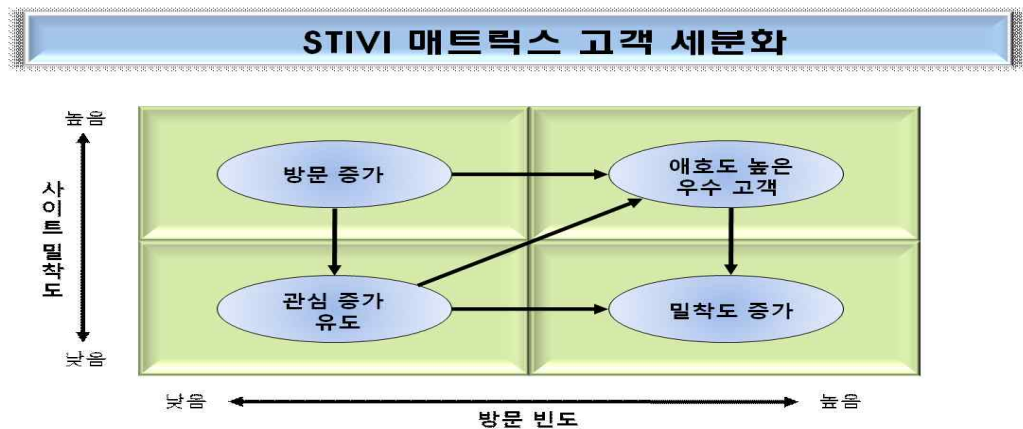 STIVI 매트릭스 고객 세분화
높음
사이트 밀착도
낮음
방문 증가
애호도 높은
우수 고객
관심 증가
유도
밀착도 증가
낮음
방문 빈도
높음